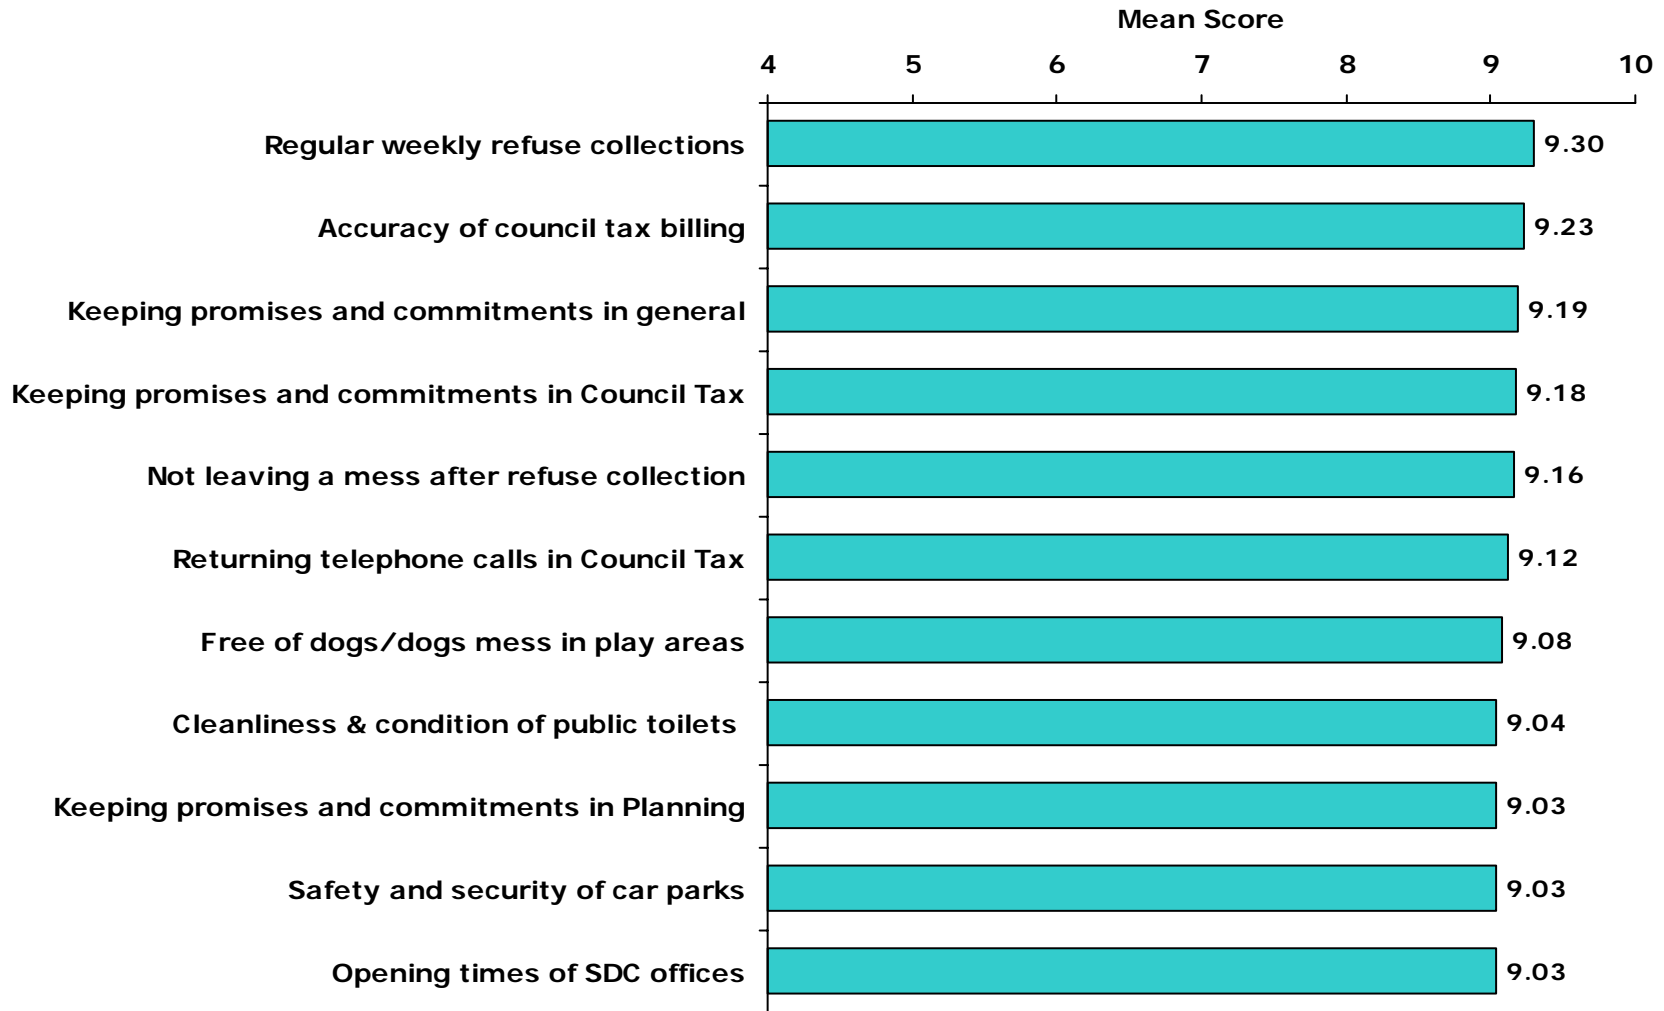 Mean Score
4 5 6 7 8 9 10
Regular weekly refuse collections 9.30
Accuracy of council tax billing 9.23
Keeping promises and commitments in general 9.19
Keeping promises and commitments in Council Tax 9.18
Not leaving a mess after refuse collection 9.16
Returning telephone calls in Council Tax 9.12
Free of dogs/dogs mess in play areas 9.08
Cleanliness & condition of public toilets 9.04
Keeping promises and commitments in Planning 9.03
Safety and security of car parks 9.03
Opening times of SDC offices 9.03